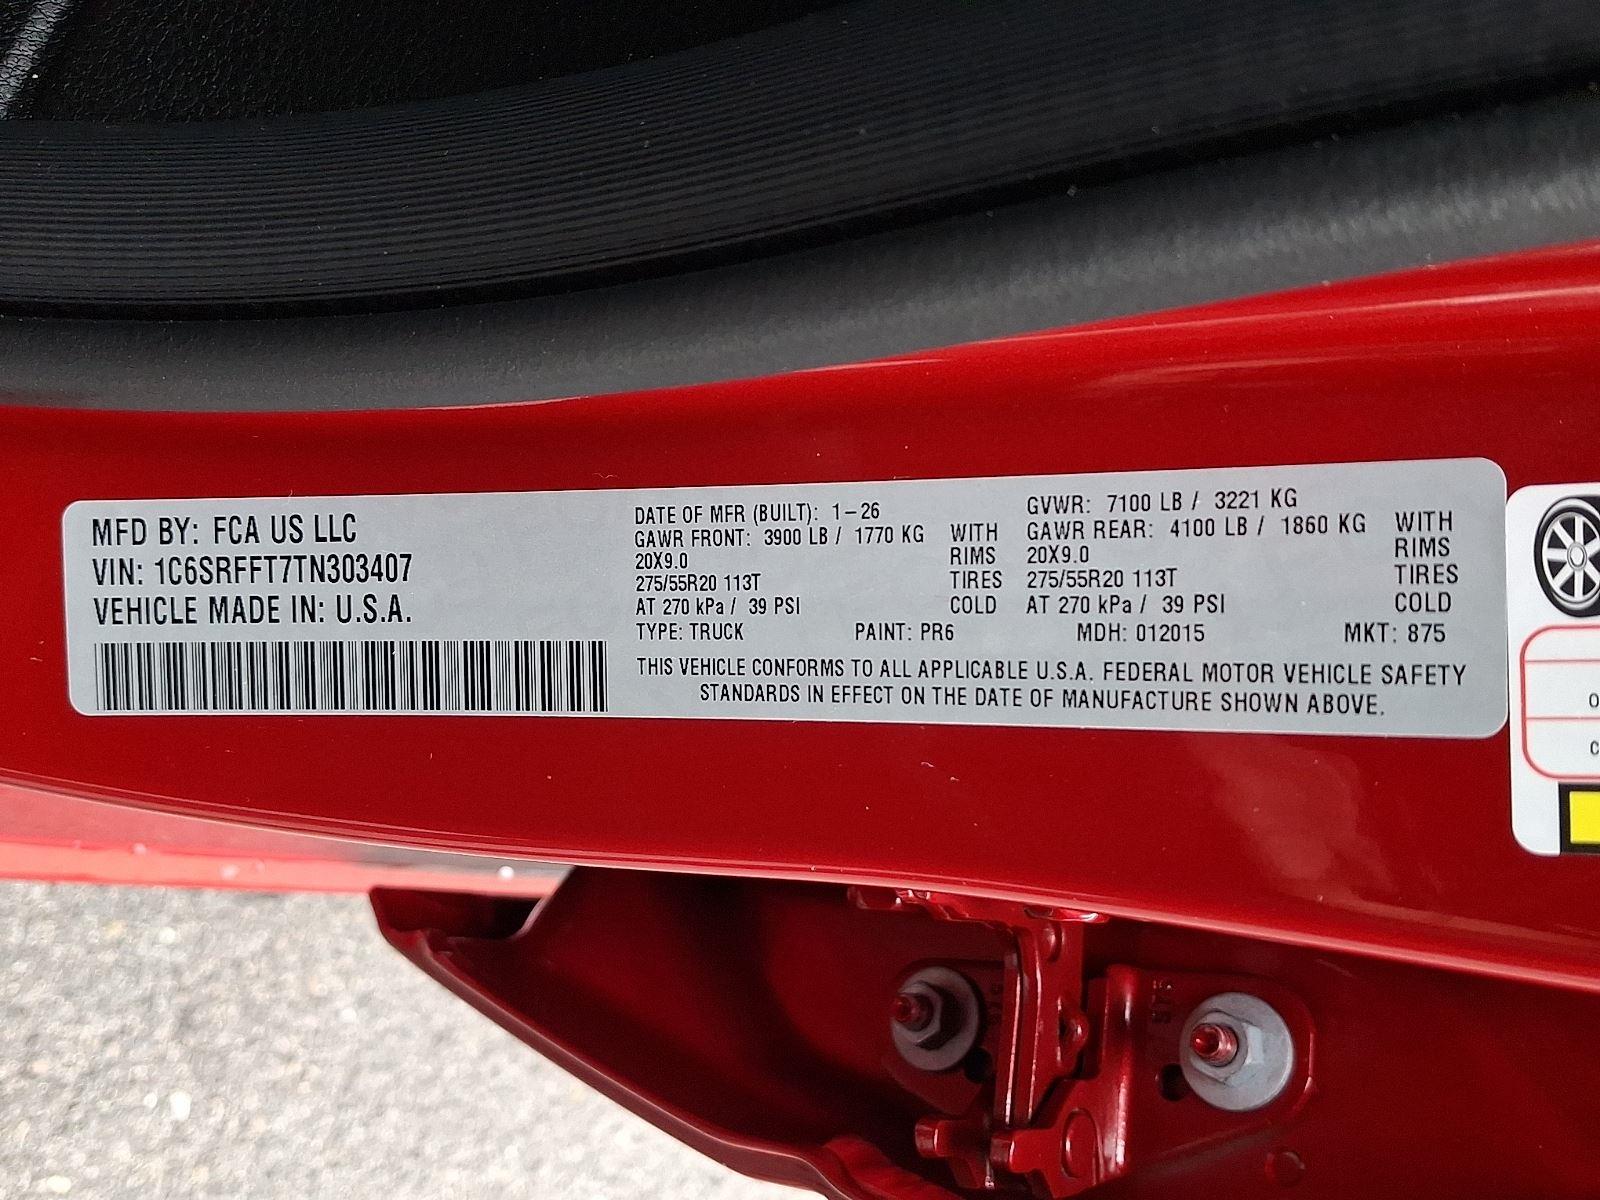 MFD BY: FCA US LLC
VIN: 1C6SRFFT7TN303407
VEHICLE MADE IN: U.S.A.
DATE OF MFR (BUILT): 1-26
GAWR FRONT: 3900 LB / 1770 KG WITH
20X9.0 RIMS
275/55R20 113T TIRES
AT 270 kPa / 39 PSI COLD
GVWR: 7100 LB / 3221 KG
GAWR REAR: 4100 LB / 1860 KG WITH
20X9.0 RIMS
275/55R20 113T TIRES
AT 270 kPa / 39 PSI COLD
TYPE: TRUCK PAINT: PR6 MDH: 012015 MKT: 875
THIS VEHICLE CONFORMS TO ALL APPLICABLE U.S.A. FEDERAL MOTOR VEHICLE SAFETY
STANDARDS IN EFFECT ON THE DATE OF MANUFACTURE SHOWN ABOVE.